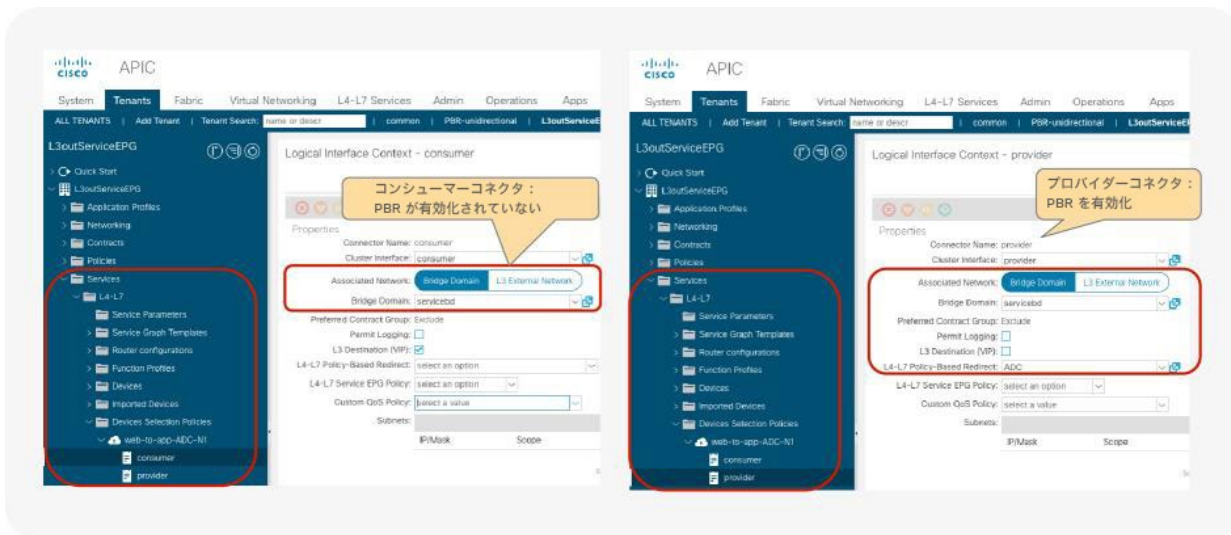 CISCO
APIC
System Tenants Fabric Virtual Networking L4-L7 Services Admin Operations Apps
ALL TENANTS | Add Tenant | Tenant Search: name or descr | common | PBR-unidirectional | L3outServiceE
L3outServiceEPG
Quick Start
L3outServiceEPG
Application Profiles
Networking
Contracts
Policies
Services
L4-L7
Service Parameters
Service Graph Templates
Router configurations
Function Profiles
Devices
Imported Devices
Devices Selection Policies
web-to-app-ADC-N1
consumer
provider
Logical Interface Context - consumer
コンシューマーコネクタ：
PBR が有効化されていない
Properties
Connector Name: consumer
Cluster Interface: consumer
Associated Network: Bridge Domain L3 External Network
Bridge Domain: servicebd
Preferred Contract Group: Exclude
Permit Logging:
L3 Destination (VIP):
L4-L7 Policy-Based Redirect: select an option
L4-L7 Service EPG Policy: select an option
Custom QoS Policy: select a value
Subnets:
IP/Mask Scope
CISCO
APIC
System Tenants Fabric Virtual Networking L4-L7 Services Admin Operations Apps
ALL TENANTS | Add Tenant | Tenant Search: name or descr | common | PBR-unidirectional | L3outServiceE
L3outServiceEPG
Quick Start
L3outServiceEPG
Application Profiles
Networking
Contracts
Policies
Services
L4-L7
Service Parameters
Service Graph Templates
Router configurations
Function Profiles
Devices
Imported Devices
Devices Selection Policies
web-to-app-ADC-N1
consumer
provider
Logical Interface Context - provider
プロバイダーコネクタ：
PBR を有効化
Properties
Connector Name: provider
Cluster Interface: provider
Associated Network: Bridge Domain L3 External Network
Bridge Domain: servicebd
Preferred Contract Group: Exclude
Permit Logging:
L3 Destination (VIP):
L4-L7 Policy-Based Redirect: ADC
L4-L7 Service EPG Policy: select an option
Custom QoS Policy: select a value
Subnets:
IP/Mask Scope